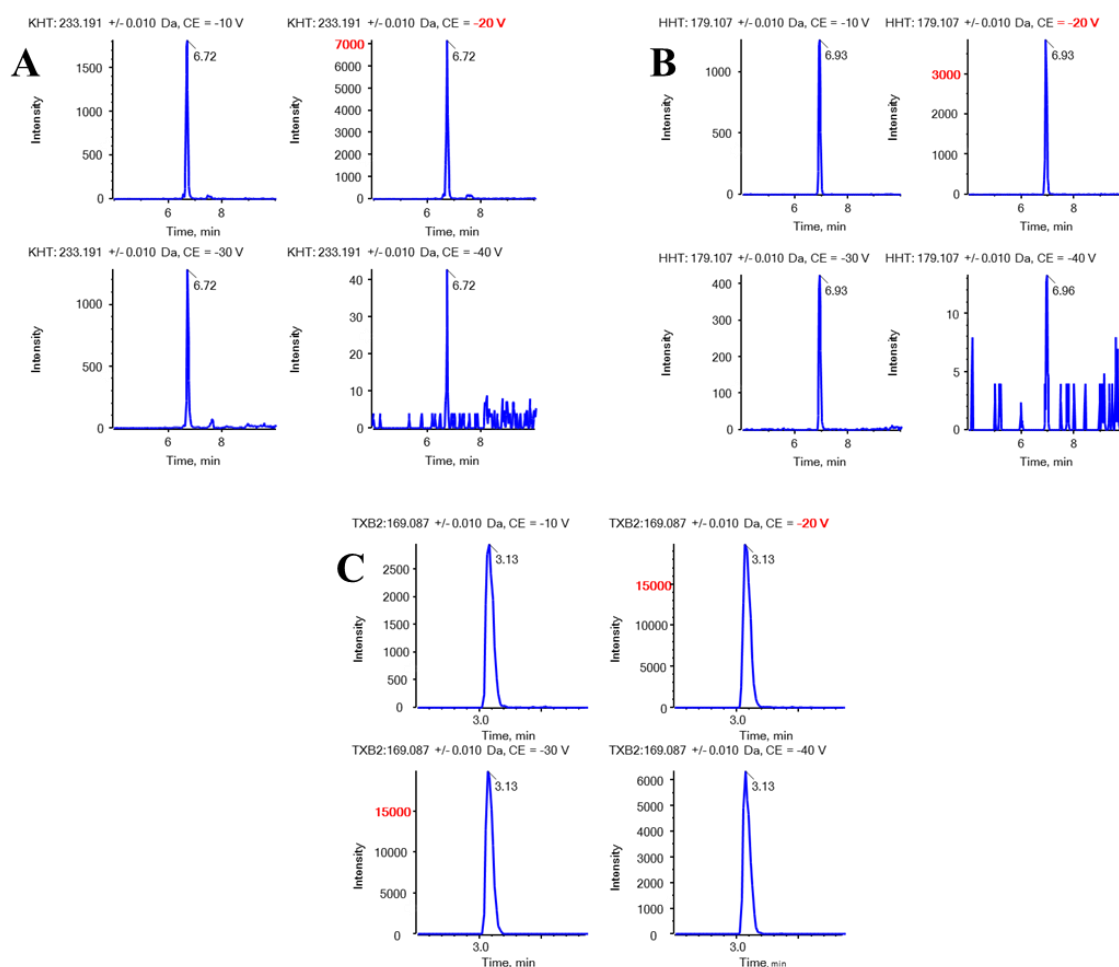 A
KHT: 233.191 +/- 0.010 Da, CE = -10 V
Intensity
1500
1000
500
0
6.72
6
8
Time, min
KHT: 233.191 +/- 0.010 Da, CE = -20 V
Intensity
7000
6000
5000
4000
3000
2000
1000
0
6.72
6
8
Time, min
B
HHT: 179.107 +/- 0.010 Da, CE = -10 V
Intensity
1000
500
0
6.93
6
8
Time, min
HHT: 179.107 +/- 0.010 Da, CE = -20 V
Intensity
3000
2000
1000
0
6.93
6
8
Time, min
KHT: 233.191 +/- 0.010 Da, CE = -30 V
Intensity
1000
500
0
6.72
6
8
Time, min
KHT: 233.191 +/- 0.010 Da, CE = -40 V
Intensity
40
30
20
10
0
6.72
6
8
Time, min
HHT: 179.107 +/- 0.010 Da, CE = -30 V
Intensity
400
300
200
100
0
6.93
6
8
Time, min
HHT: 179.107 +/- 0.010 Da, CE = -40 V
Intensity
10
5
0
6.96
6
8
Time, min
C
TXB2:169.087 +/- 0.010 Da, CE = -10 V
Intensity
2500
2000
1500
1000
500
0
3.13
3.0
Time, min
TXB2:169.087 +/- 0.010 Da, CE = -20 V
Intensity
15000
10000
5000
0
3.13
3.0
Time, min
TXB2:169.087 +/- 0.010 Da, CE = -30 V
Intensity
15000
10000
5000
0
3.13
3.0
Time, min
TXB2:169.087 +/- 0.010 Da, CE = -40 V
Intensity
6000
5000
4000
3000
2000
1000
0
3.13
3.0
Time, min